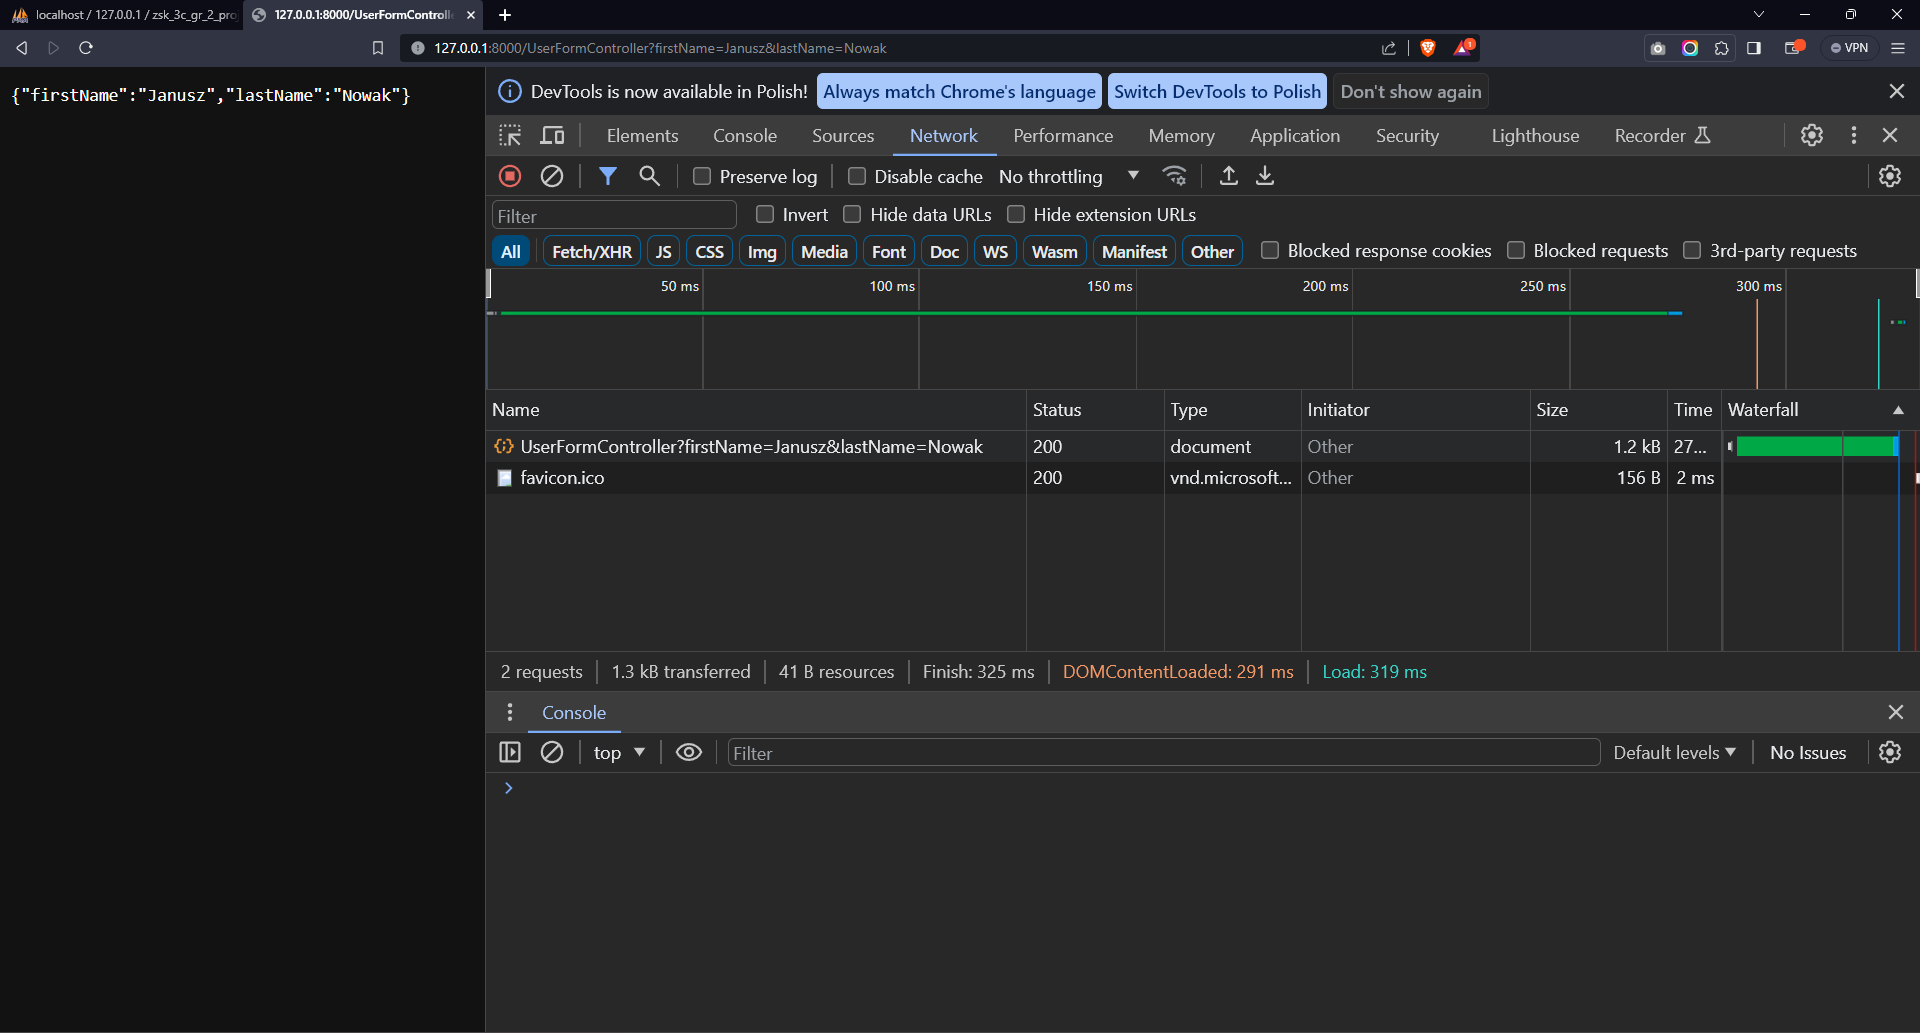 localhost / 127.0.0.1 / zsk_3c_gr_2_pro
127.0.0.1:8000/UserFormControlle
127.0.0.1:8000/UserFormController?firstName=Janusz&lastName=Nowak
1
VPN
{"firstName":"Janusz","lastName":"Nowak"}
DevTools is now available in Polish! Always match Chrome's language Switch DevTools to Polish Don't show again
Elements Console Sources Network Performance Memory Application Security Lighthouse Recorder
Preserve log Disable cache No throttling
Filter Invert Hide data URLs Hide extension URLs
All Fetch/XHR JS CSS Img Media Font Doc WS Wasm Manifest Other Blocked response cookies Blocked requests 3rd-party requests
50 ms 100 ms 150 ms 200 ms 250 ms 300 ms
Name Status Type Initiator Size Time Waterfall
UserFormController?firstName=Janusz&lastName=Nowak 200 document Other 1.2 kB 27...
favicon.ico 200 vnd.microsoft... Other 156 B 2 ms
2 requests 1.3 kB transferred 41 B resources Finish: 325 ms DOMContentLoaded: 291 ms Load: 319 ms
Console
top Filter Default levels No Issues